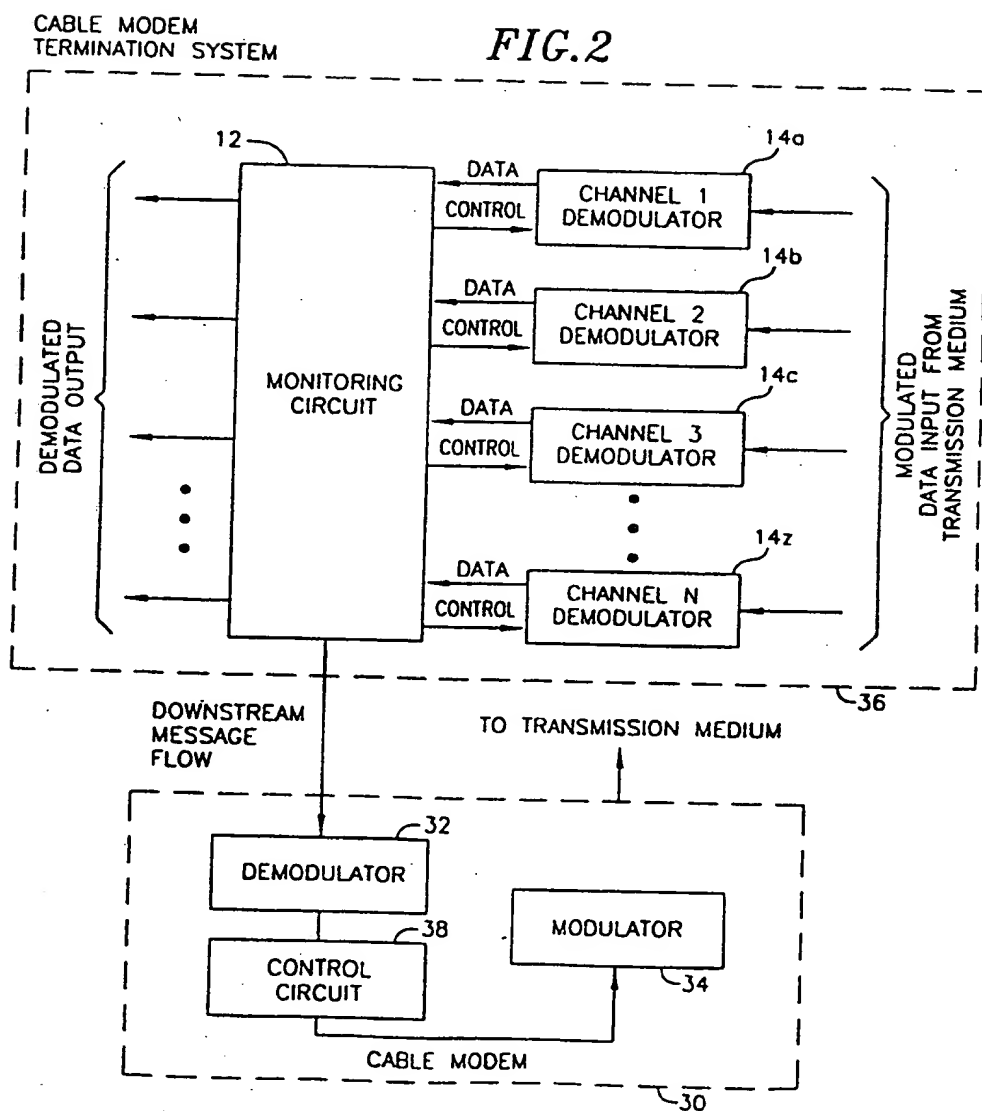 CABLE MODEM
TERMINATION SYSTEM
FIG.2
12
14a
DATA
CONTROL
CHANNEL 1
DEMODULATOR
14b
DATA
CONTROL
CHANNEL 2
DEMODULATOR
DEMODULATED
DATA OUTPUT
MONITORING
CIRCUIT
14c
DATA
CONTROL
CHANNEL 3
DEMODULATOR
MODULATED
DATA INPUT FROM
TRANSMISSION MEDIUM
14z
DATA
CONTROL
CHANNEL N
DEMODULATOR
36
DOWNSTREAM
MESSAGE
FLOW
TO TRANSMISSION MEDIUM
32
DEMODULATOR
38
CONTROL
CIRCUIT
MODULATOR
34
CABLE MODEM
30